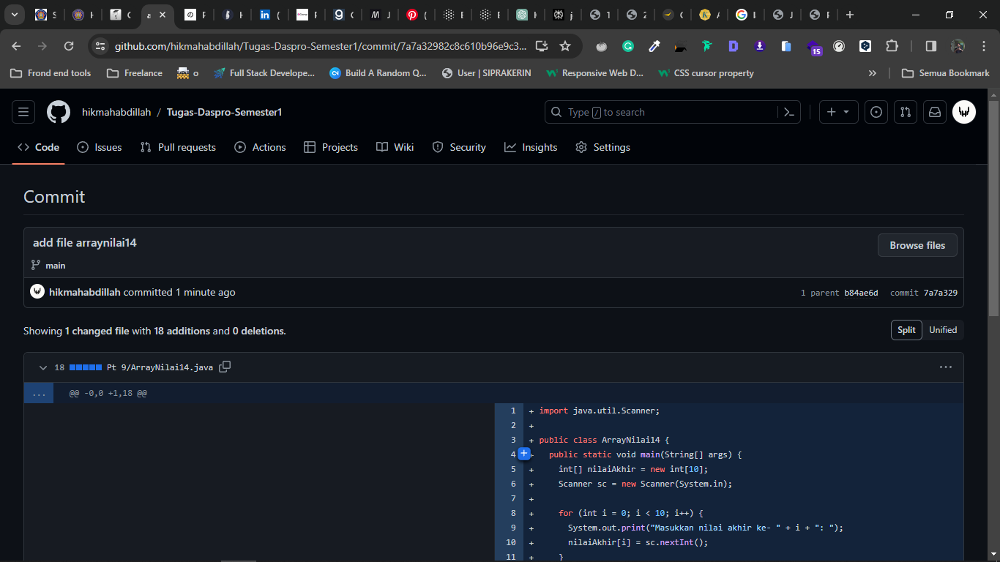 github.com/hikmahabdillah/Tugas-Daspro-Semester1/commit/7a7a32982c8c610b96e9c3...
15
Frond end tools
Freelance
o
Full Stack Develope...
Build A Random Q...
User | SIPRAKERIN
Responsive Web D...
CSS cursor property
»
Semua Bookmark
hikmahabdillah / Tugas-Daspro-Semester1
Type / to search
Code
Issues
Pull requests
Actions
Projects
Wiki
Security
Insights
Settings
Commit
add file arraynilai14
Browse files
main
hikmahabdillah committed 1 minute ago
1 parent b84ae6d commit 7a7a329
Showing 1 changed file with 18 additions and 0 deletions.
Split Unified
18 Pt 9/ArrayNilai14.java
... @@ -0,0 +1,18 @@
1 + import java.util.Scanner;
2 +
3 + public class ArrayNilai14 {
4 + public static void main(String[] args) {
5 + int[] nilaiAkhir = new int[10];
6 + Scanner sc = new Scanner(System.in);
7 +
8 + for (int i = 0; i < 10; i++) {
9 + System.out.print("Masukkan nilai akhir ke- " + i + ": ");
10 + nilaiAkhir[i] = sc.nextInt();
11 + }